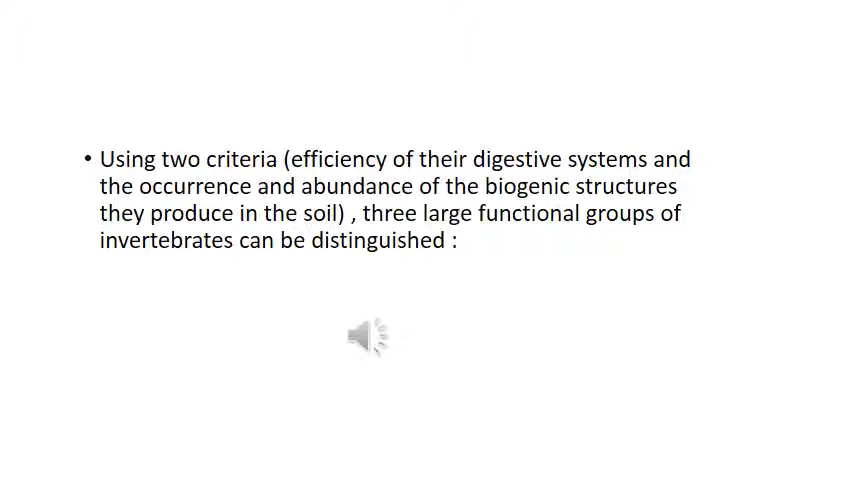 • Using two criteria (efficiency of their digestive systems and
the occurrence and abundance of the biogenic structures
they produce in the soil) , three large functional groups of
invertebrates can be distinguished :